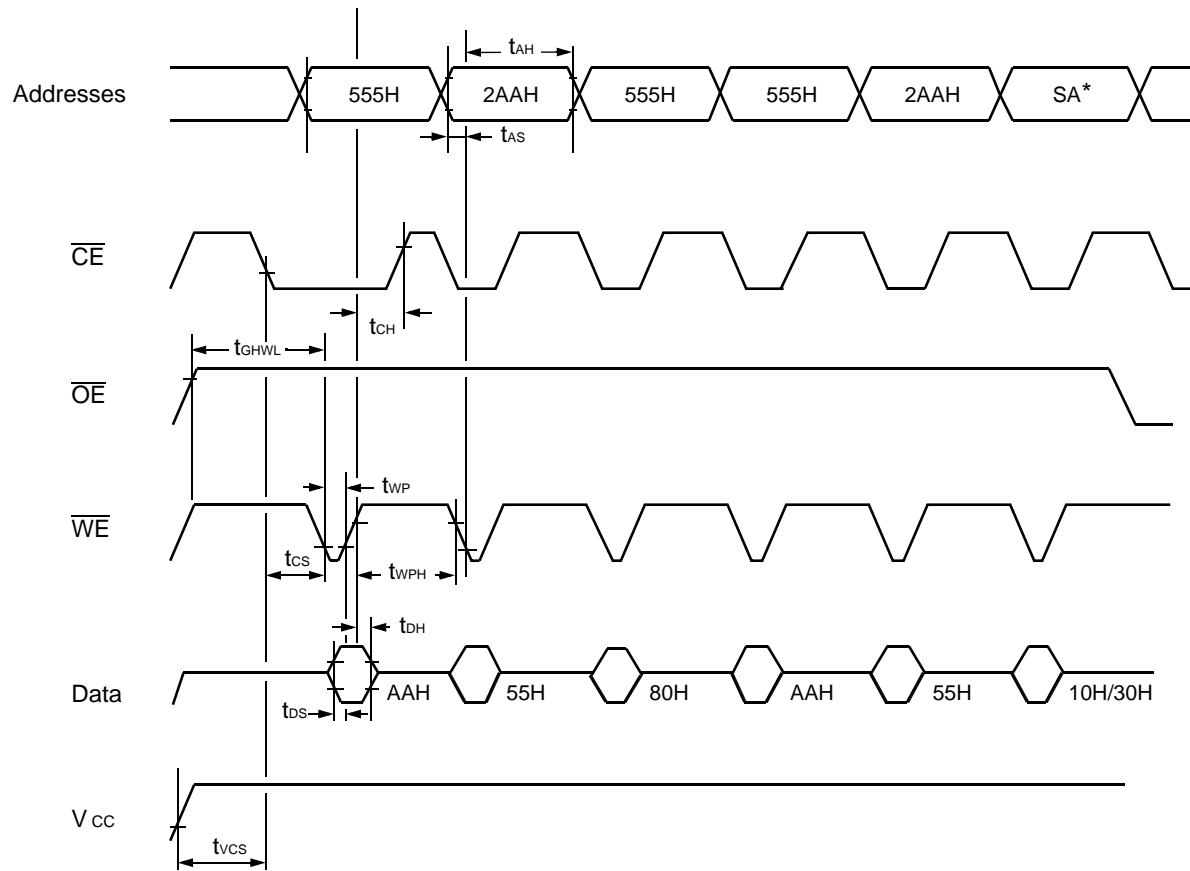 tAH
Addresses 555H 2AAH 555H 555H 2AAH SA*
tAS
CE
tCH
tGHWL
OE
tWP
WE
tCS
tWPH
tDH
Data AAH 55H 80H AAH 55H 10H/30H
tDS
VCC
tVCS